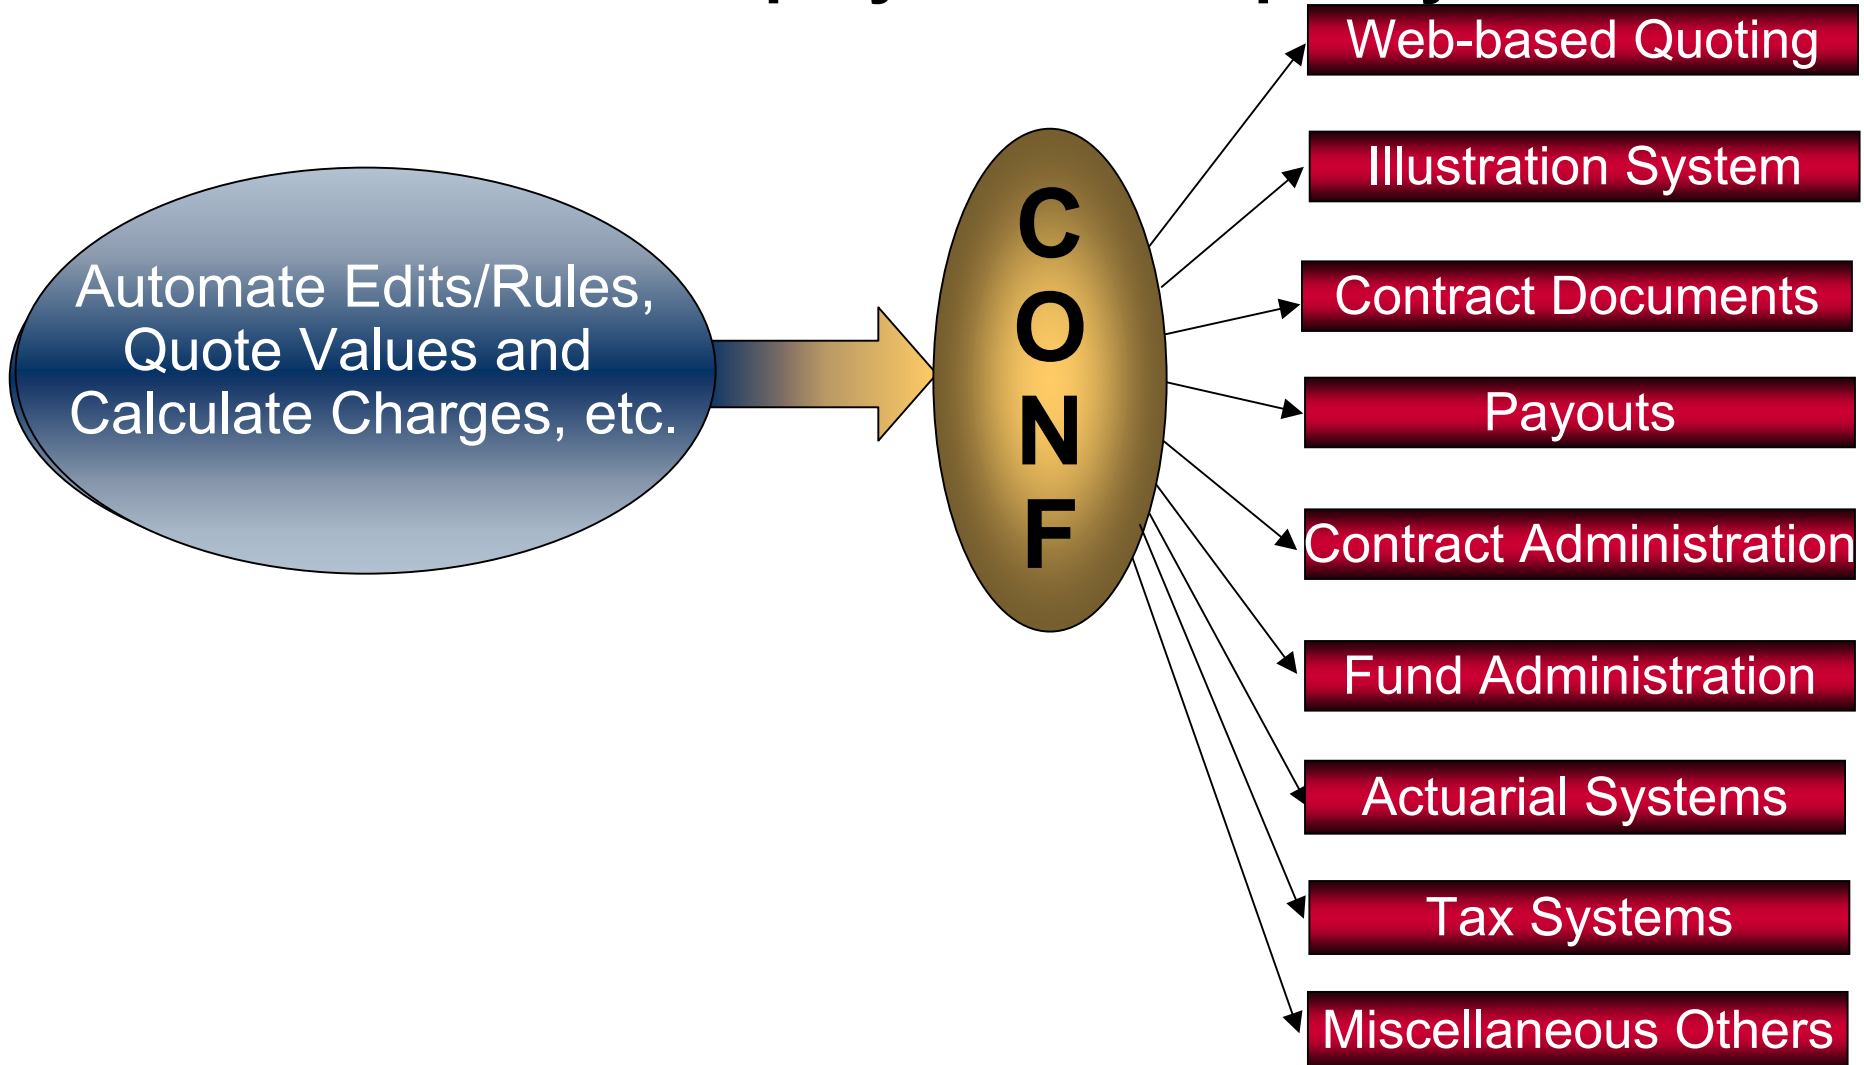 Automate Edits/Rules,
Quote Values and
Calculate Charges, etc.
C
O
N
F
Web-based Quoting
Illustration System
Contract Documents
Payouts
Contract Administration
Fund Administration
Actuarial Systems
Tax Systems
Miscellaneous Others